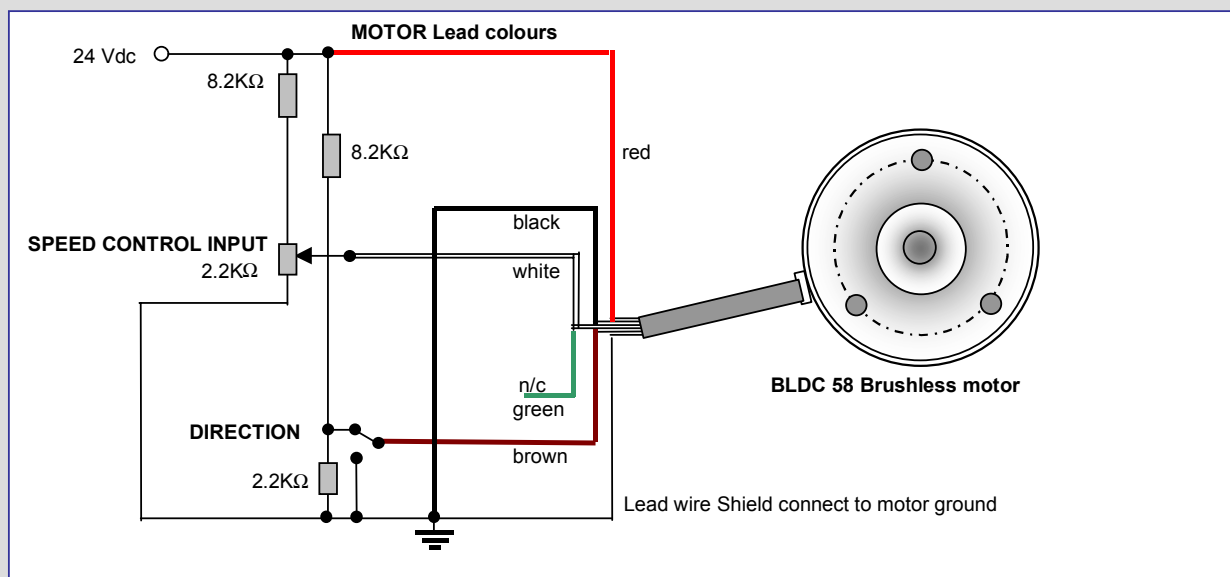 MOTOR Lead colours
24 Vdc
8.2KΩ
8.2KΩ
red
black
SPEED CONTROL INPUT
2.2KΩ
white
n/c
green
BLDC 58 Brushless motor
DIRECTION
brown
2.2KΩ
Lead wire Shield connect to motor ground